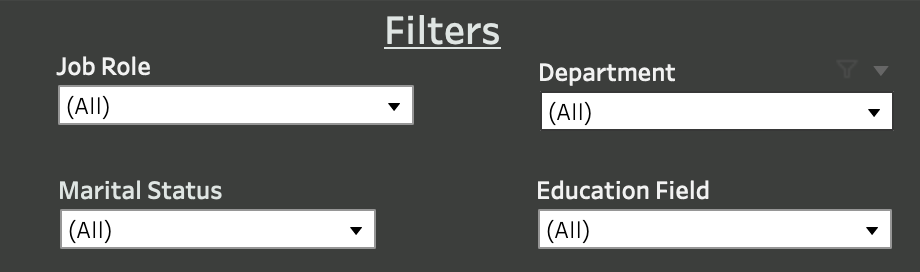 Filters
Job Role
Department
(All)
(All)
Marital Status
Education Field
(All)
(All)